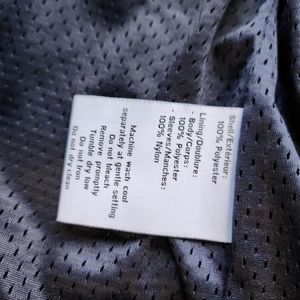 Shell/Extérieur:
100% Polyester
Lining/Doublure:
- Body/Corps:
100% Polyester
- Sleeves/Manches:
100% Nylon
Machine wash cool
separately at gentle setting
Do not bleach
Remove promptly
Tumble dry low
Do not iron
Do not dry clean